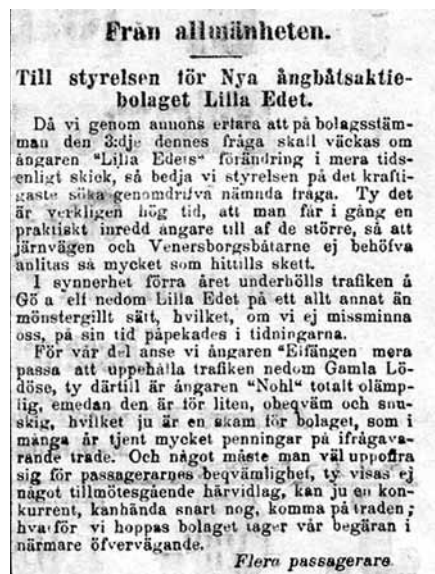 Från allmänheten.
Till styrelsen för Nya ångbåtsaktie-
bolaget Lilla Edet.
Då vi genom annons erfara att på bolagsstäm-
man den 3:dje dennes fråga skall väckas om
ångaren "Lilla Edets" förändring i mera tids-
enligt skick, så bedja vi styrelsen på det krafti-
gaste söka genomdrifva nämnda fråga. Ty det
är verkligen hög tid, att man får i gång en
praktiskt inredd ångare till af de större, så att
järnvägen och Venersborgsbåtarne ej behöfva
anlitas så mycket som hittills skett.
I synnerhet förra året underhölls trafiken å
Gö a elf nedom Lilla Edet på ett allt annat än
mönstergillt sätt, hvilket, om vi ej missminna
oss, på sin tid påpekades i tidningarna.
För vår del anse vi ångaren "Elfängen mera
passa att uppehålla trafiken nedom Gamla Lö-
döse, ty därtill är ångaren "Nohl" totalt olämp-
lig, emedan den är för liten, obeqväm och snu-
skig, hvilket ju är en skam för bolaget, som i
många år tjent mycket penningar på ifrågava-
rande trade. Och något måste man väl uppoffra
sig för passagerarnes beqvämlighet, ty visas ej
något tillmötesgående härvidlag, kan ju en kon-
kurrent, kanhända snart nog, komma på traden;
hvarför vi hoppas bolaget tager vår begäran i
närmare öfvervägande.
Flera passagerare